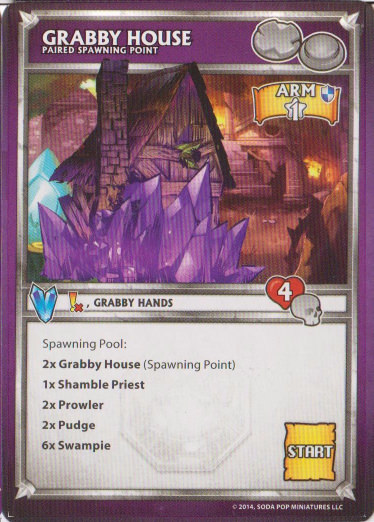 GRABBY HOUSE
PAIRED SPAWNING POINT
ARM
1
, GRABBY HANDS
4
Spawning Pool:
2x Grabby House (Spawning Point)
1x Shamble Priest
2x Prowler
2x Pudge
6x Swampie
START
© 2014, SODA POP MINIATURES LLC